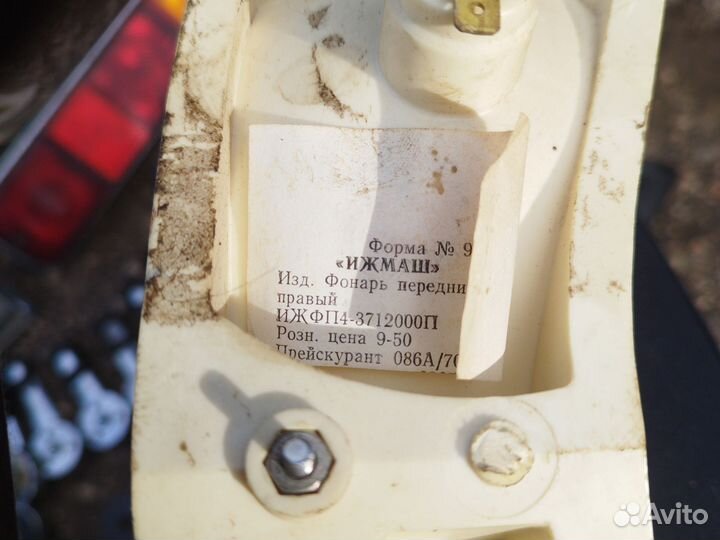 Форма № 9
«ИЖМАШ»
Изд. Фонарь передни
правый
ИЖФП4-3712000П
Розн. цена 9-50
Прейскурант 086А/70
Avito